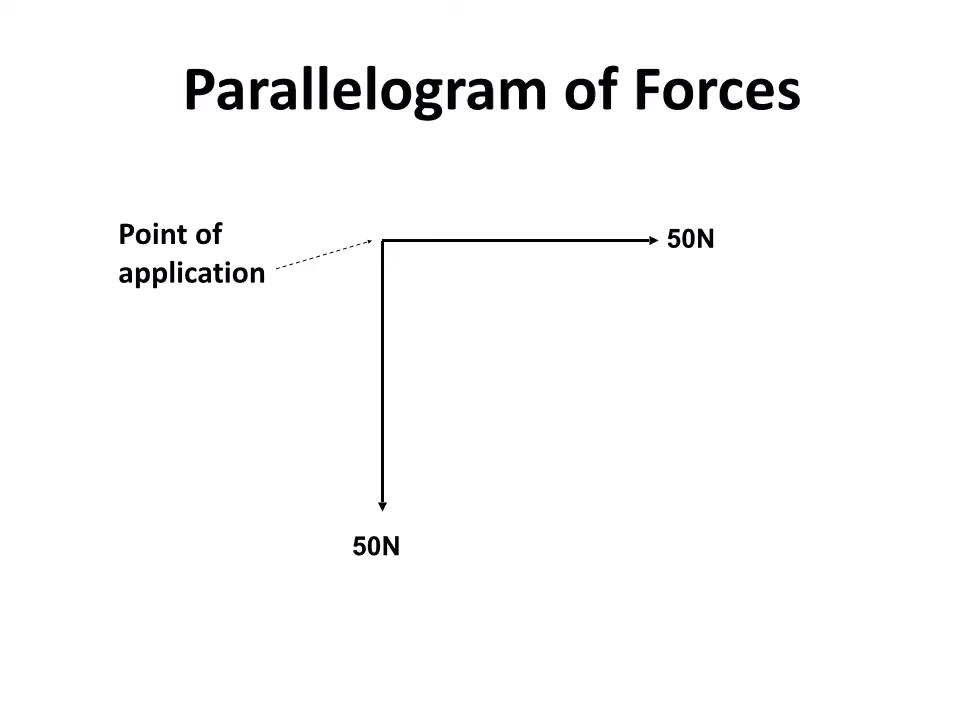 Parallelogram of Forces
Point of
application
50N
50N